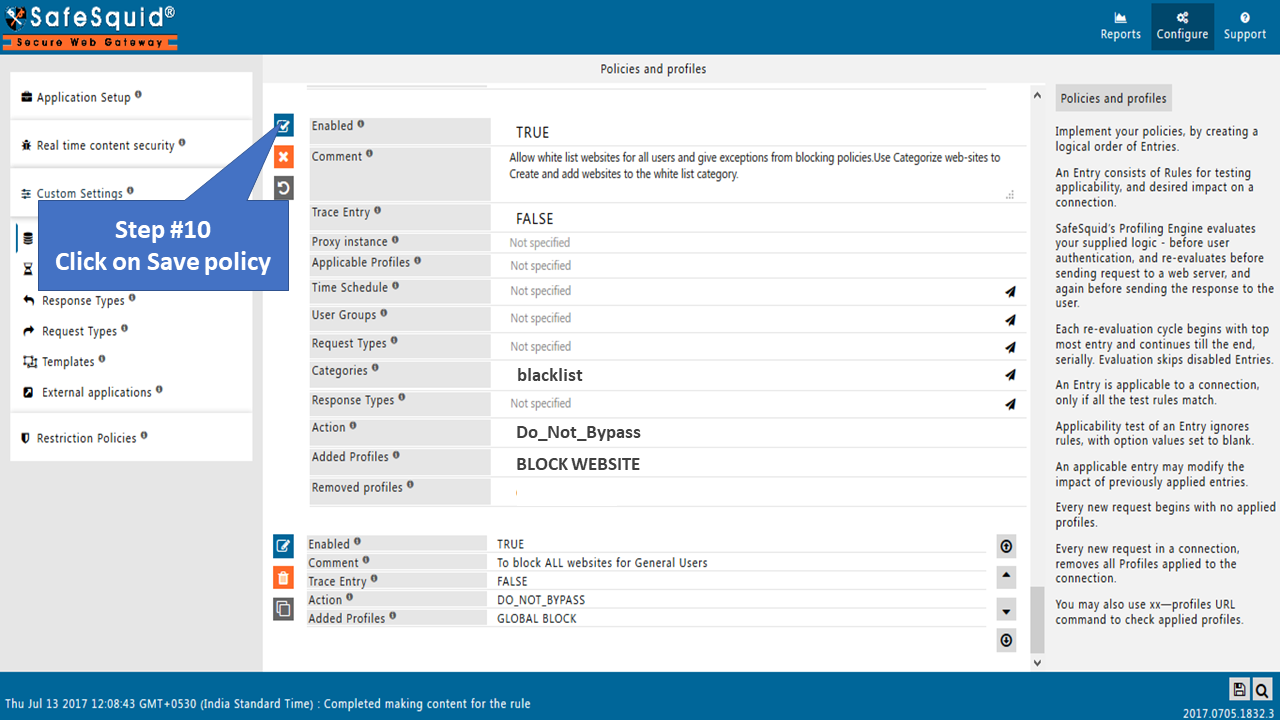 SafeSquid®
Secure Web Gateway
Reports
Configure
Support
Policies and profiles
Application Setup
Real time content security
Custom Settings
Step #10
Click on Save policy
Response Types
Request Types
Templates
External applications
Restriction Policies
Enabled TRUE
Comment Allow white list websites for all users and give exceptions from blocking policies.Use Categorize web-sites to
Create and add websites to the white list category.
Trace Entry FALSE
Proxy instance Not specified
Applicable Profiles Not specified
Time Schedule Not specified
User Groups Not specified
Request Types Not specified
Categories blacklist
Response Types Not specified
Action Do_Not_Bypass
Added Profiles BLOCK WEBSITE
Removed profiles
Enabled TRUE
Comment To block ALL websites for General Users
Trace Entry FALSE
Action DO_NOT_BYPASS
Added Profiles GLOBAL BLOCK
Policies and profiles
Implement your policies, by creating a
logical order of Entries.
An Entry consists of Rules for testing
applicability, and desired impact on a
connection.
SafeSquid's Profiling Engine evaluates
your supplied logic - before user
authentication, and re-evaluates before
sending request to a web server, and
again before sending the response to the
user.
Each re-evaluation cycle begins with top
most entry and continues till the end,
serially. Evaluation skips disabled Entries.
An Entry is applicable to a connection,
only if all the test rules match.
Applicability test of an Entry ignores
rules, with option values set to blank.
An applicable entry may modify the
impact of previously applied entries.
Every new request begins with no applied
profiles.
Every new request in a connection,
removes all Profiles applied to the
connection.
You may also use xx—profiles URL
command to check applied profiles.
Thu Jul 13 2017 12:08:43 GMT+0530 (India Standard Time) : Completed making content for the rule
2017.0705.1832.3